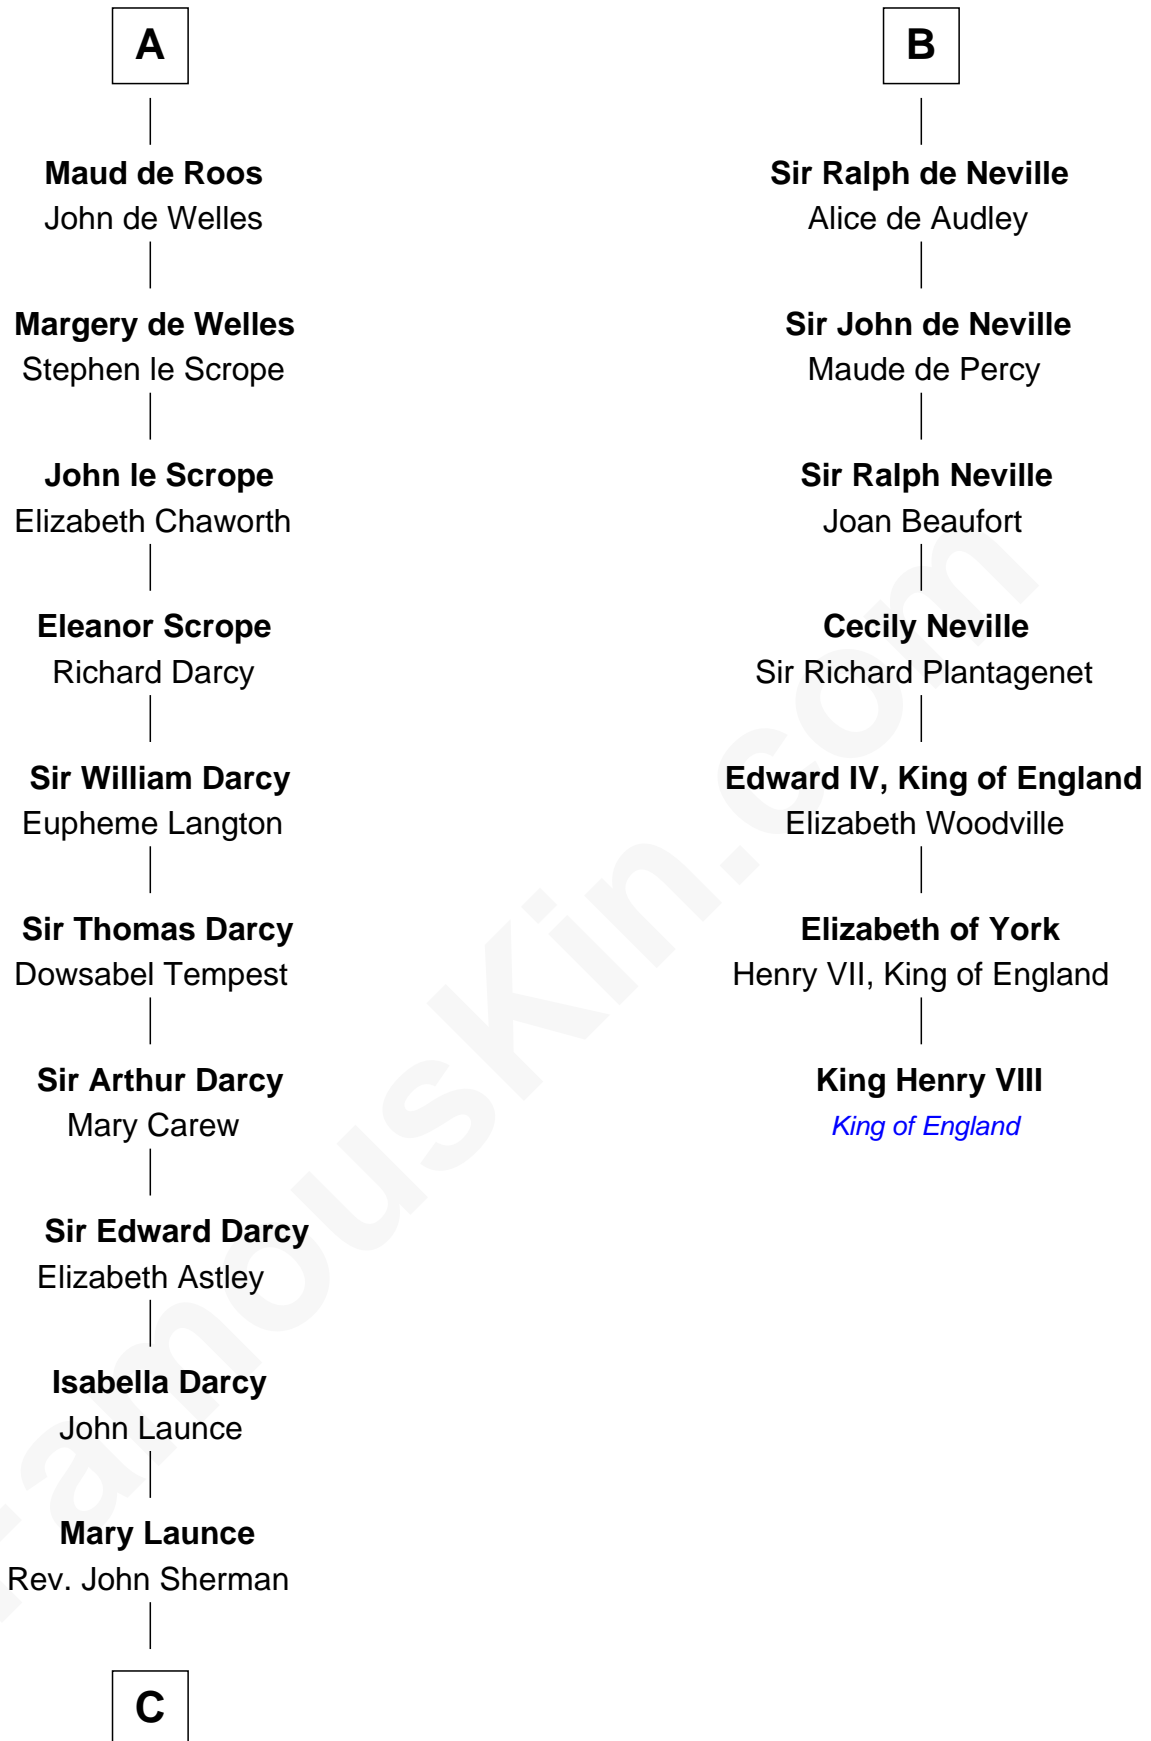 A
Maud de Roos
John de Welles
Margery de Welles
Stephen le Scrope
John le Scrope
Elizabeth Chaworth
Eleanor Scrope
Richard Darcy
Sir William Darcy
Eupheme Langton
Sir Thomas Darcy
Dowsabel Tempest
Sir Arthur Darcy
Mary Carew
Sir Edward Darcy
Elizabeth Astley
Isabella Darcy
John Launce
Mary Launce
Rev. John Sherman
C
B
Sir Ralph de Neville
Alice de Audley
Sir John de Neville
Maude de Percy
Sir Ralph Neville
Joan Beaufort
Cecily Neville
Sir Richard Plantagenet
Edward IV, King of England
Elizabeth Woodville
Elizabeth of York
Henry VII, King of England
King Henry VIII
King of England
FamousKin.com